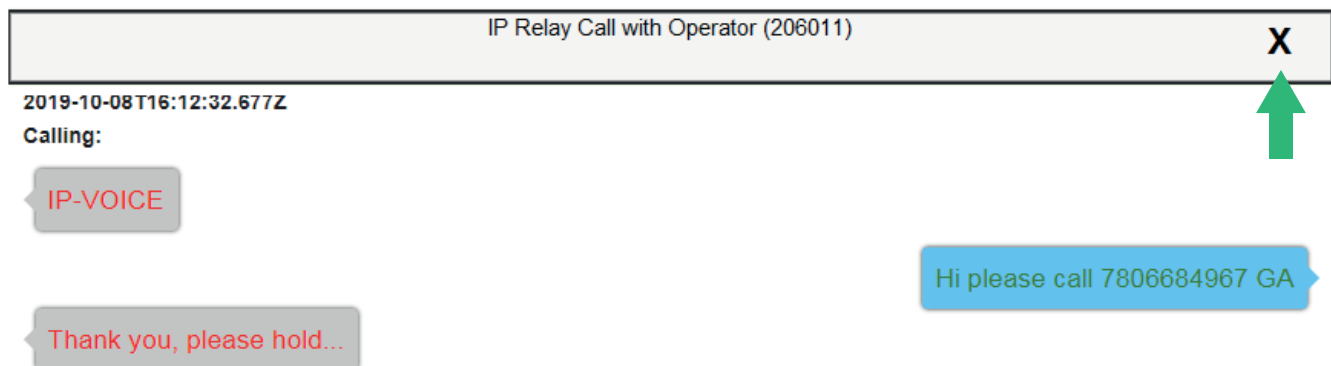 IP Relay Call with Operator (206011)
X
2019-10-08T16:12:32.677Z
Calling:
IP-VOICE
Hi please call 7806684967 GA
Thank you, please hold...